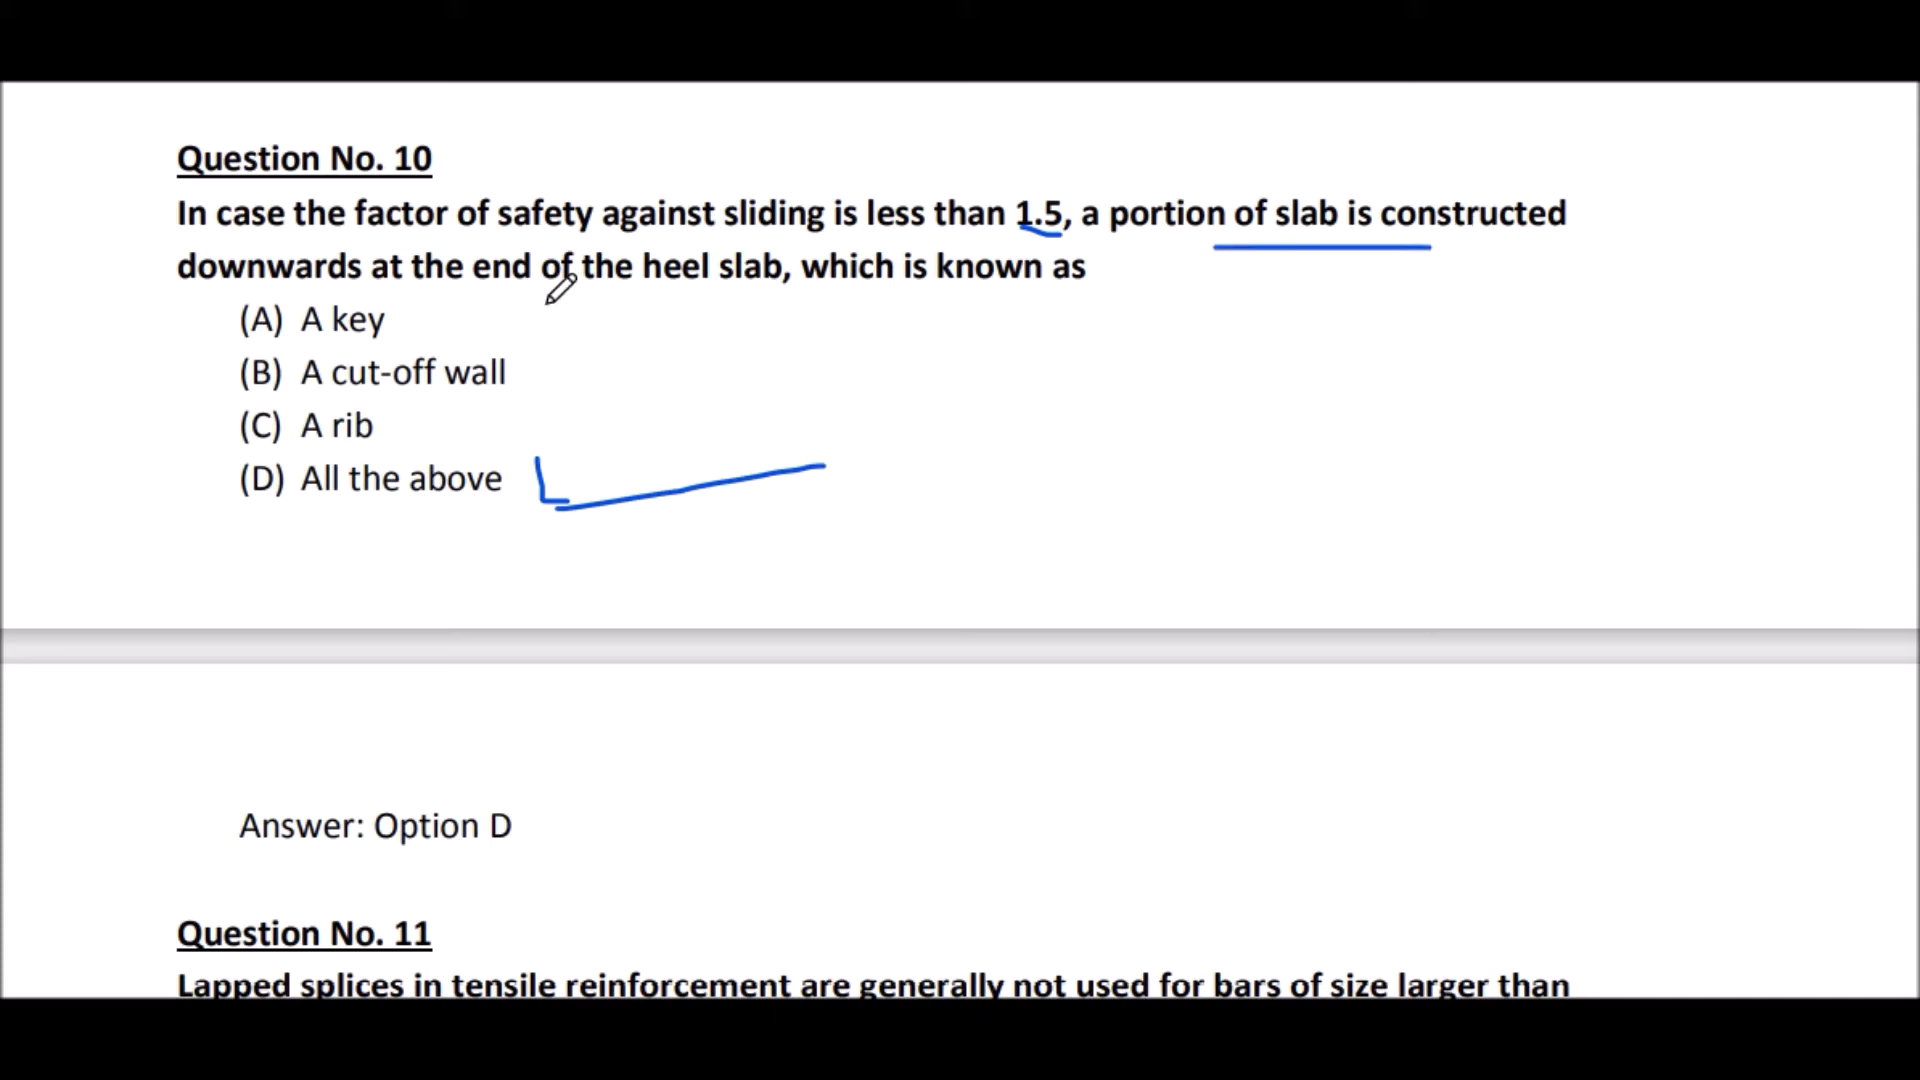 Question No. 10
In case the factor of safety against sliding is less than 1.5, a portion of slab is constructed
downwards at the end of the heel slab, which is known as
(A) A key
(B) A cut-off wall
(C) A rib
(D) All the above
Answer: Option D
Question No. 11
Lapped splices in tensile reinforcement are generally not used for bars of size larger than